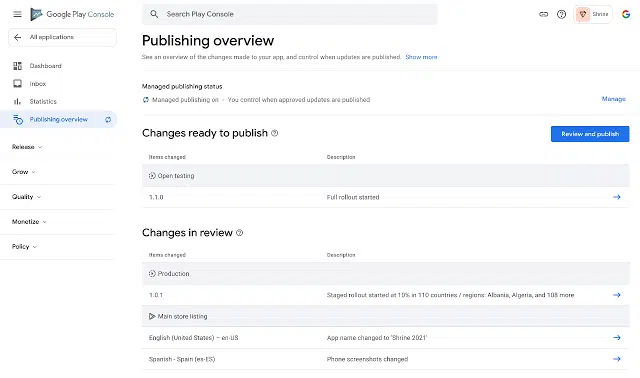 Google Play Console
Search Play Console
Shrine
All applications
Dashboard
Inbox
Statistics
Publishing overview
Release
Grow
Quality
Monetize
Policy
Publishing overview
See an overview of the changes made to your app, and control when updates are published. Show more
Managed publishing status
Managed publishing on - You control when approved updates are published
Manage
Changes ready to publish
Review and publish
Items changed Description
Open testing
1.1.0 Full rollout started
Changes in review
Items changed Description
Production
1.0.1 Staged rollout started at 10% in 110 countries / regions: Albania, Algeria, and 108 more
Main store listing
English (United States) – en-US App name changed to 'Shrine 2021'
Spanish - Spain (es-ES) Phone screenshots changed